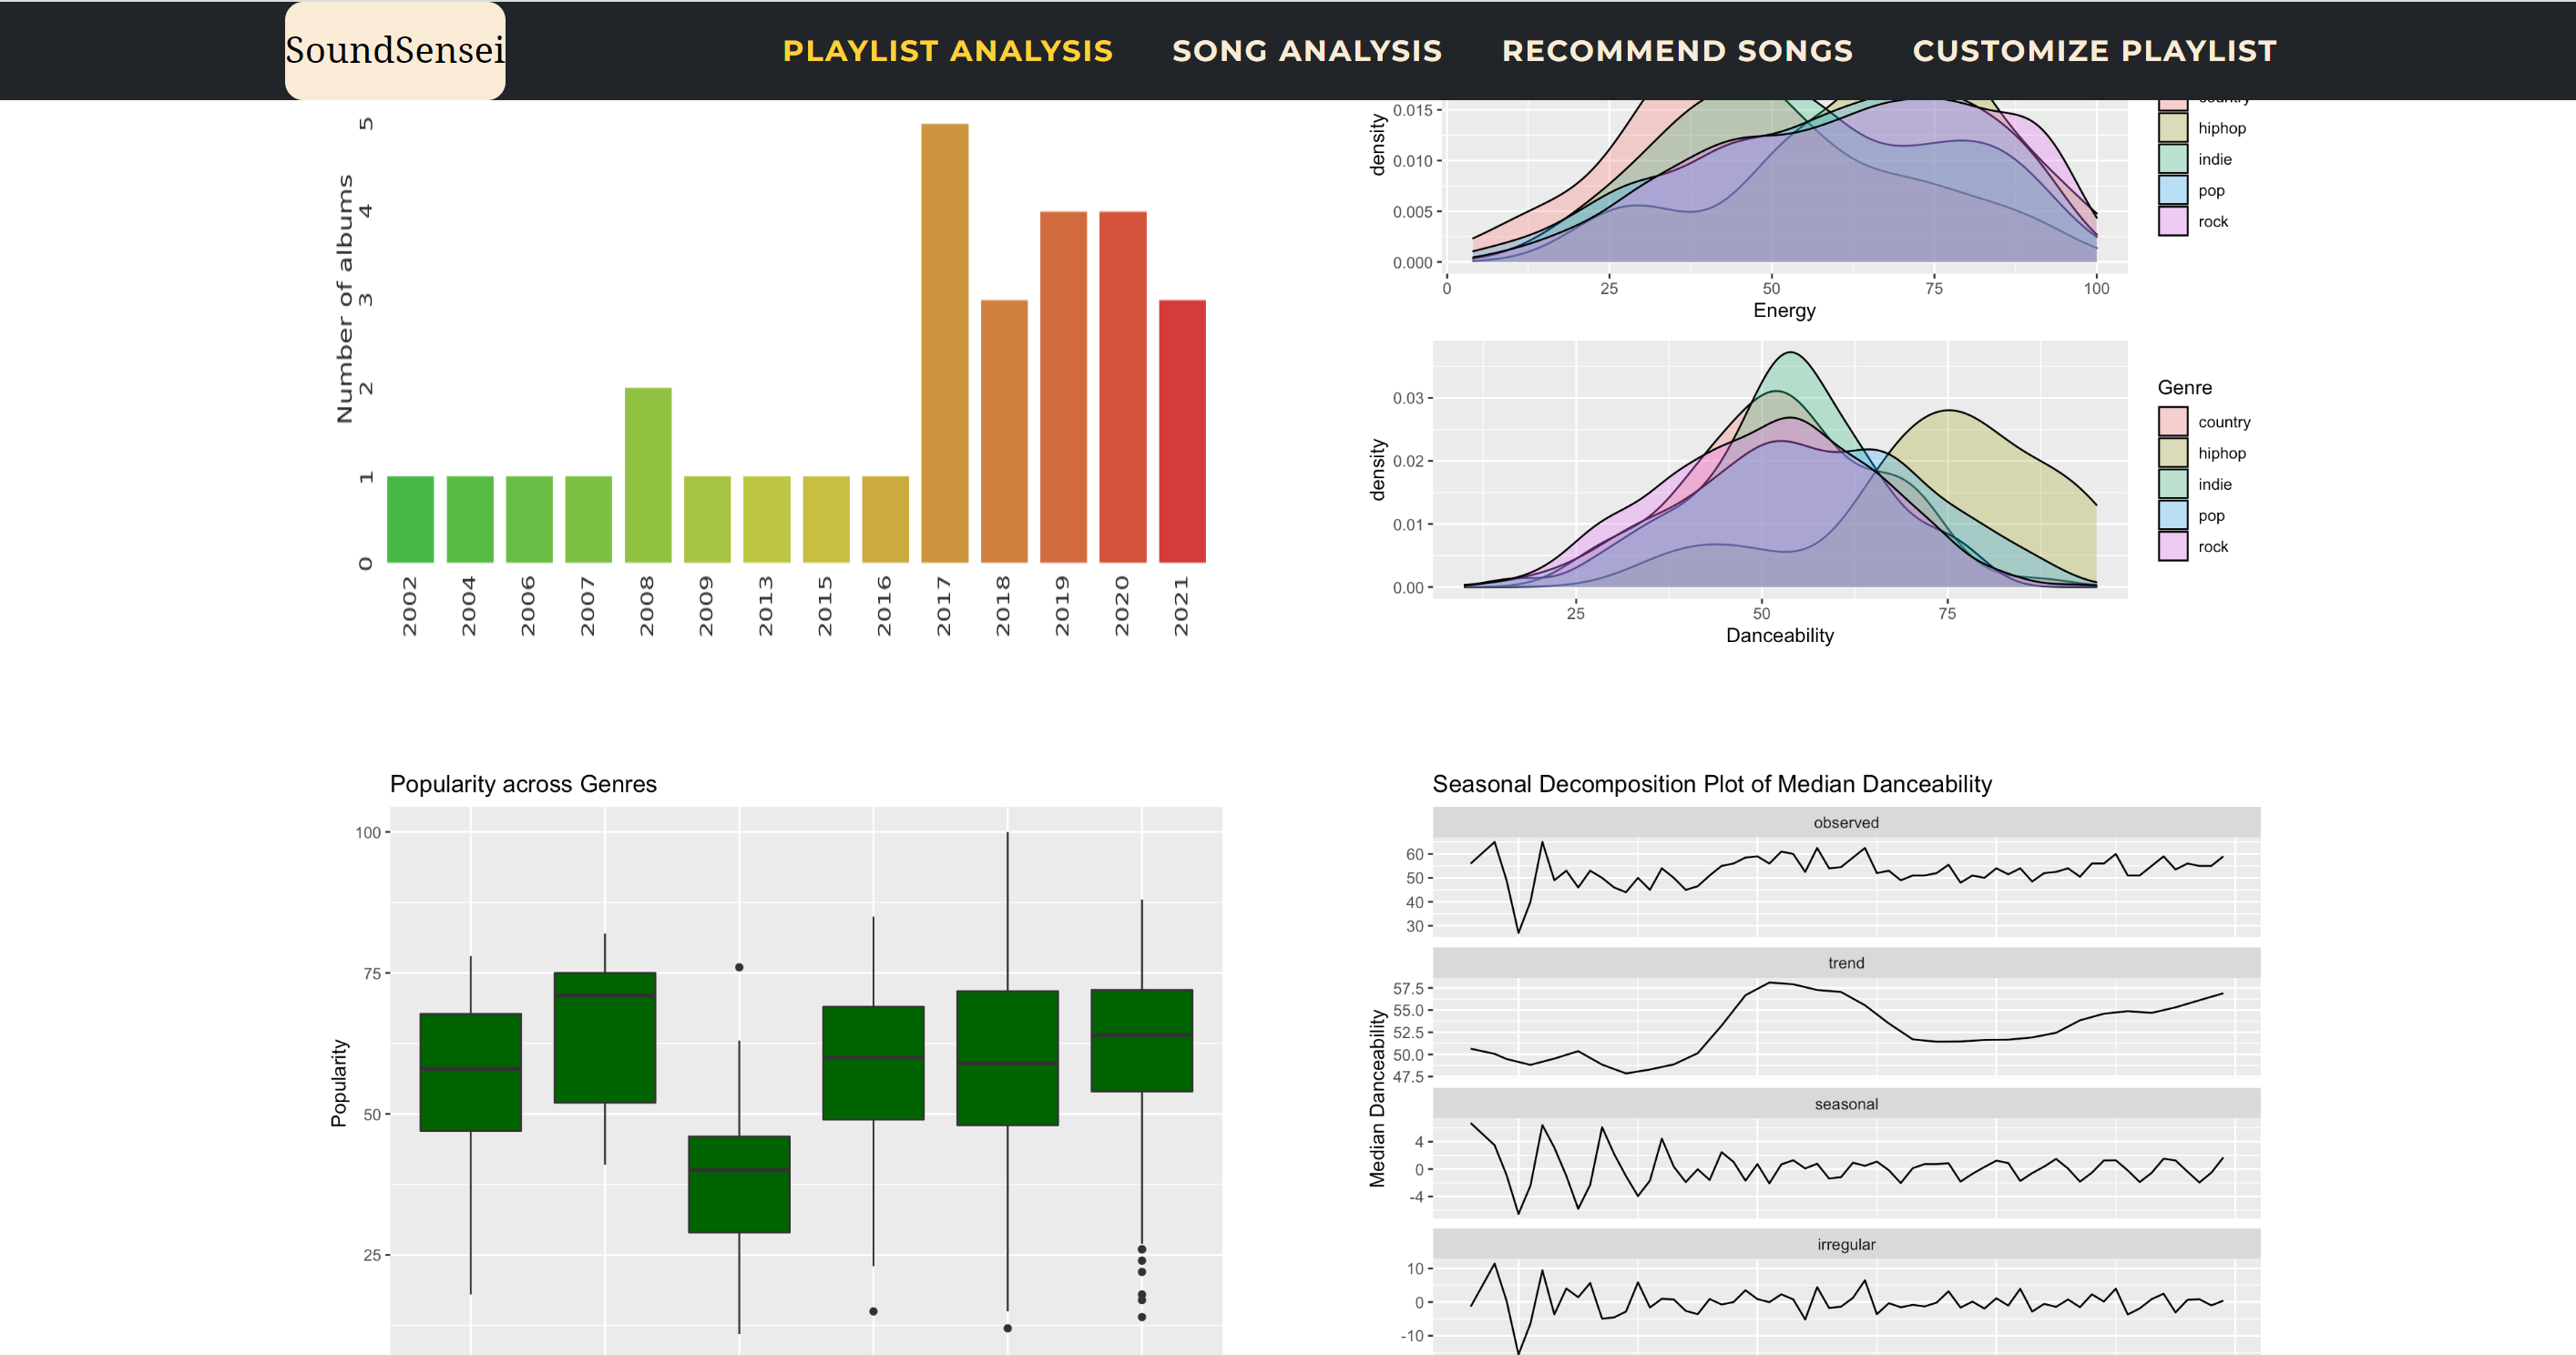 SoundSensei
PLAYLIST ANALYSIS
SONG ANALYSIS
RECOMMEND SONGS
CUSTOMIZE PLAYLIST
Number of albums
5
4
3
2
1
0
2002
2004
2006
2007
2008
2009
2013
2015
2016
2017
2018
2019
2020
2021
density
0.015
0.010
0.005
0.000
0
25
50
75
100
Energy
country
hiphop
indie
pop
rock
density
0.03
0.02
0.01
0.00
25
50
75
Danceability
Genre
country
hiphop
indie
pop
rock
Popularity across Genres
Popularity
100
75
50
25
Seasonal Decomposition Plot of Median Danceability
Median Danceability
observed
60
50
40
30
trend
57.5
55.0
52.5
50.0
47.5
seasonal
4
0
-4
irregular
10
0
-10